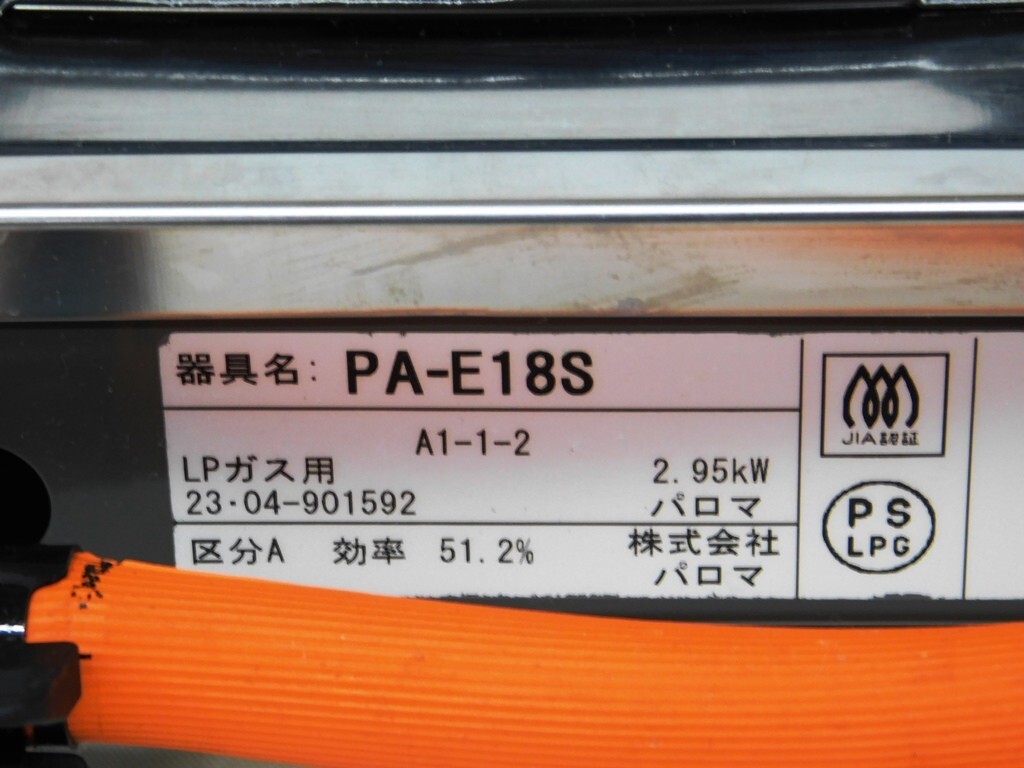 器具名: PA-E18S
A1-1-2
LPガス用 2.95kW
23・04-901592 パロマ
区分A 効率 51.2% 株式会社
パロマ
JIA認証
PS
LPG